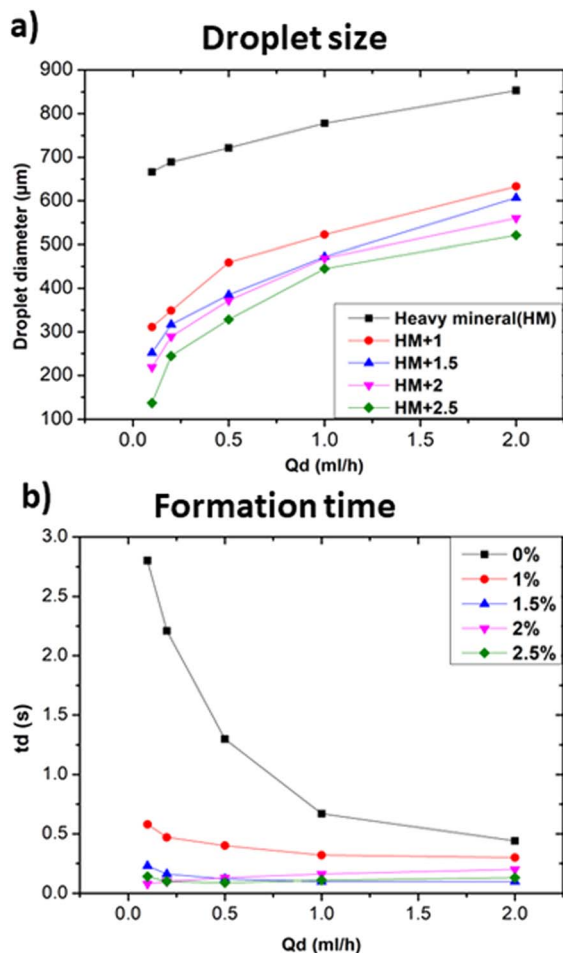 a)
Droplet size
900
800
700
600
500
400
300
200
100
Droplet diameter (µm)
Heavy mineral(HM)
HM+1
HM+1.5
HM+2
HM+2.5
0.0 0.5 1.0 1.5 2.0
Qd (ml/h)
b)
Formation time
3.0
2.5
2.0
1.5
1.0
0.5
0.0
td (s)
0%
1%
1.5%
2%
2.5%
0.0 0.5 1.0 1.5 2.0
Qd (ml/h)